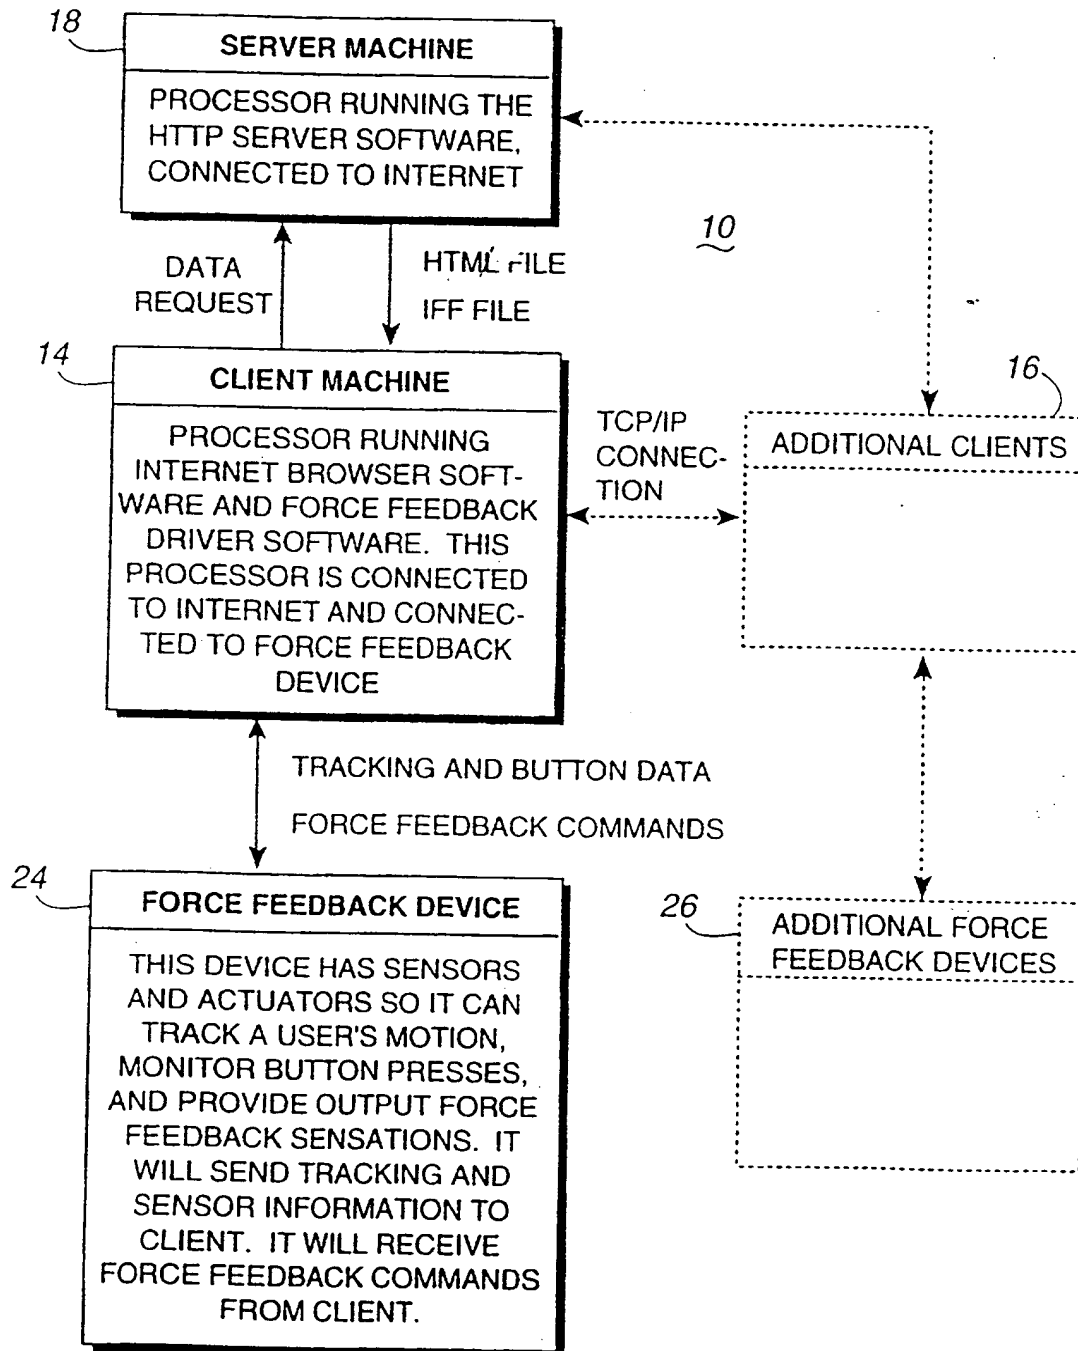 18
SERVER MACHINE
PROCESSOR RUNNING THE
HTTP SERVER SOFTWARE,
CONNECTED TO INTERNET
10
DATA
REQUEST
HTML FILE
IFF FILE
14
CLIENT MACHINE
PROCESSOR RUNNING
INTERNET BROWSER SOFT-
WARE AND FORCE FEEDBACK
DRIVER SOFTWARE. THIS
PROCESSOR IS CONNECTED
TO INTERNET AND CONNEC-
TED TO FORCE FEEDBACK
DEVICE
TCP/IP
CONNEC-
TION
16
ADDITIONAL CLIENTS
TRACKING AND BUTTON DATA
FORCE FEEDBACK COMMANDS
24
FORCE FEEDBACK DEVICE
THIS DEVICE HAS SENSORS
AND ACTUATORS SO IT CAN
TRACK A USER'S MOTION,
MONITOR BUTTON PRESSES,
AND PROVIDE OUTPUT FORCE
FEEDBACK SENSATIONS. IT
WILL SEND TRACKING AND
SENSOR INFORMATION TO
CLIENT. IT WILL RECEIVE
FORCE FEEDBACK COMMANDS
FROM CLIENT.
26
ADDITIONAL FORCE
FEEDBACK DEVICES